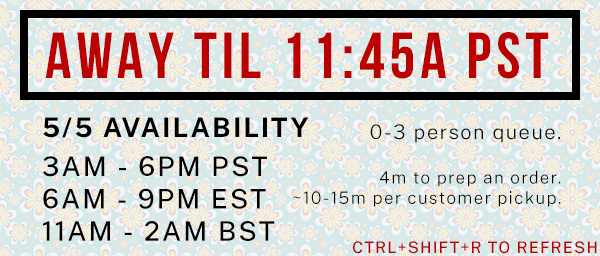 AWAY TIL 11:45A PST
5/5 AVAILABILITY
3AM - 6PM PST
6AM - 9PM EST
11AM - 2AM BST
0-3 person queue.
4m to prep an order.
~10-15m per customer pickup.
CTRL+SHIFT+R TO REFRESH